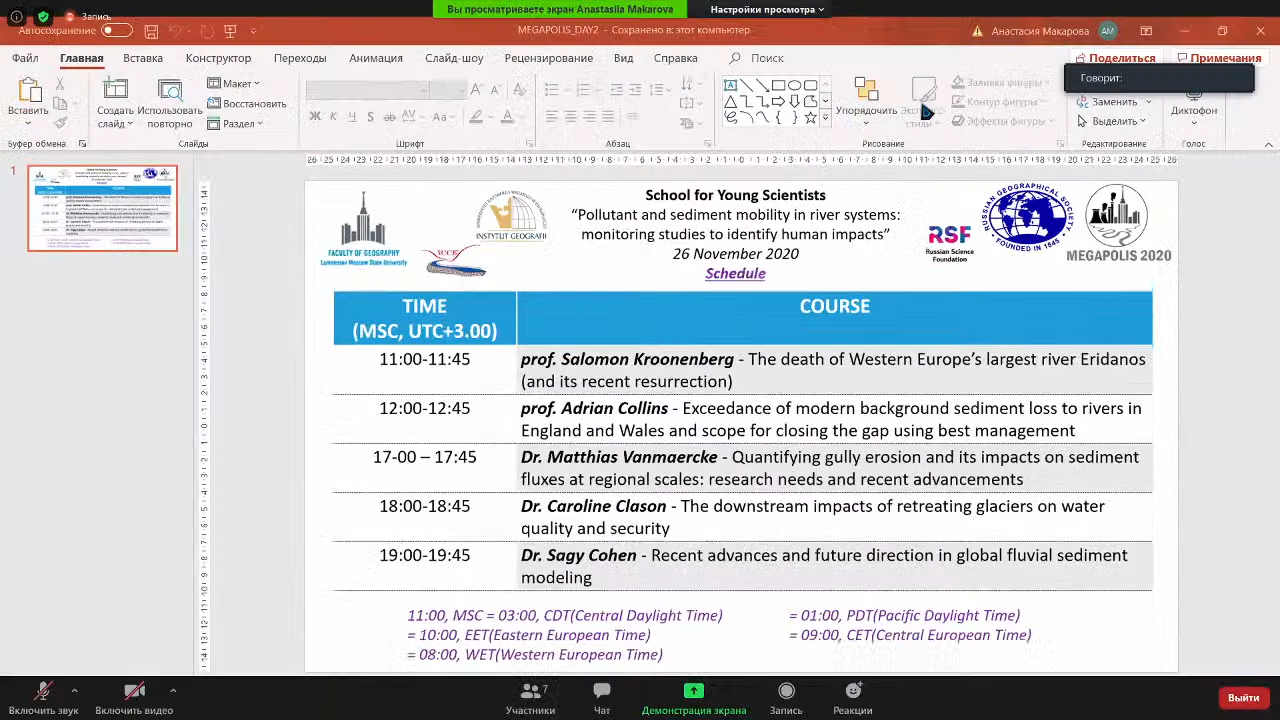 Вы просматриваете экран Anastasiia Makarova
Настройки просмотра
Запись
Автосохранение
MEGAPOLIS_DAY2 - Сохранено в: этот компьютер
Анастасия Макарова
AM
Файл
Главная
Вставка
Конструктор
Переходы
Анимация
Слайд-шоу
Рецензирование
Вид
Справка
Поиск
Поделиться
Примечания
Говорит:
Вставить
Создать слайд
Использовать повторно
Макет
Восстановить
Раздел
Упорядочить
Заливка фигуры
Контур фигуры
Эффекты фигуры
Заменить
Выделить
Диктофон
Буфер обмена
Слайды
Шрифт
Абзац
Рисование
Редактирование
Голос
1
School for Young Scientists
“Pollutant and sediment mobility in river systems:
monitoring studies to identify human impacts”
26 November 2020
Schedule
FACULTY OF GEOGRAPHY
Lomonosov Moscow State University
INSTYTUT GEOGRAFII
RSF
Russian Science
Foundation
GEOGRAPHICAL SOCIETY
FOUNDED IN 1845
MEGAPOLIS 2020
TIME
(MSC, UTC+3.00)
COURSE
11:00-11:45
prof. Salomon Kroonenberg - The death of Western Europe’s largest river Eridanos
(and its recent resurrection)
12:00-12:45
prof. Adrian Collins - Exceedance of modern background sediment loss to rivers in
England and Wales and scope for closing the gap using best management
17-00 – 17:45
Dr. Matthias Vanmaercke - Quantifying gully erosion and its impacts on sediment
fluxes at regional scales: research needs and recent advancements
18:00-18:45
Dr. Caroline Clason - The downstream impacts of retreating glaciers on water
quality and security
19:00-19:45
Dr. Sagy Cohen - Recent advances and future direction in global fluvial sediment
modeling
11:00, MSC = 03:00, CDT(Central Daylight Time)
= 10:00, EET(Eastern European Time)
= 08:00, WET(Western European Time)
= 01:00, PDT(Pacific Daylight Time)
= 09:00, CET(Central European Time)
Включить звук
Включить видео
7
Участники
Чат
Демонстрация экрана
Запись
Реакции
Выйти